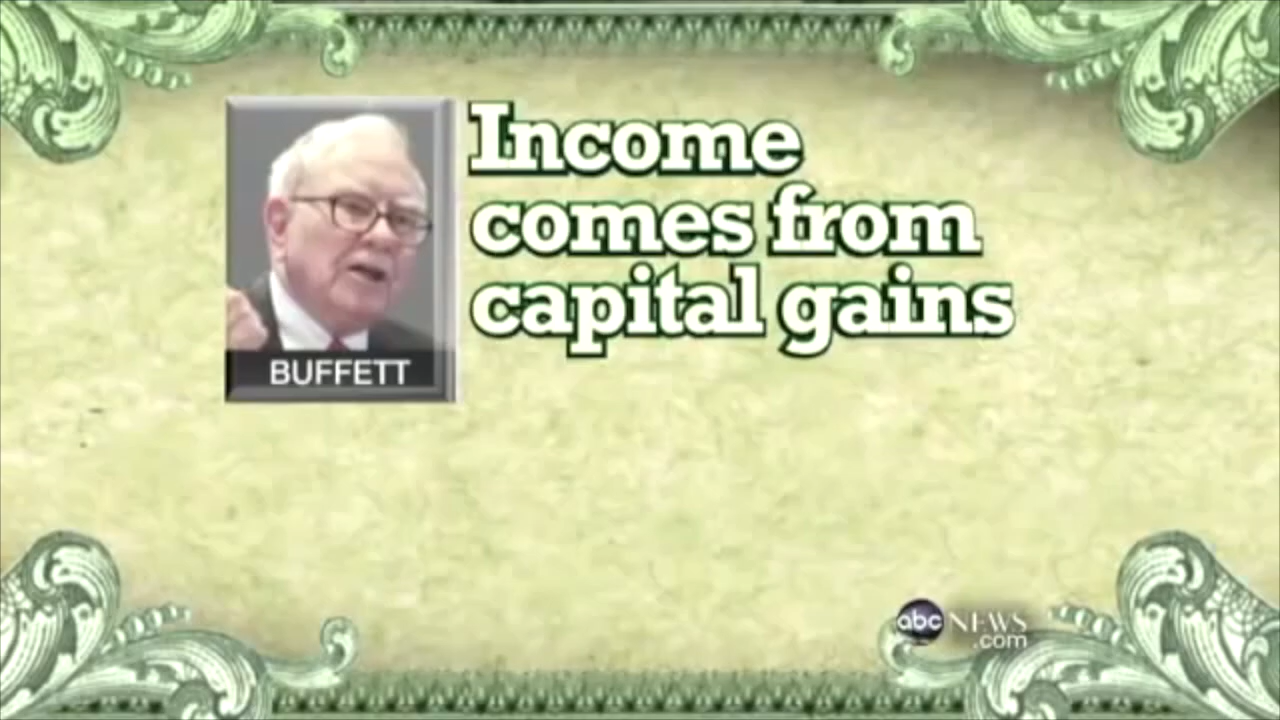 Income
comes from
capital gains
BUFFETT
abc NEWS
.com